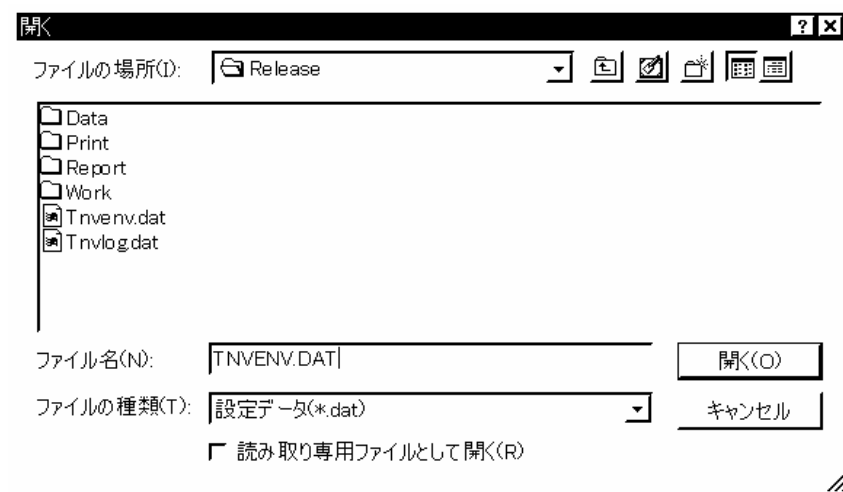 開く
ファイルの場所(I): Release
Data
Print
Report
Work
Tnvenv.dat
Tnvlog.dat
ファイル名(N): TNVENV.DAT 開く(O)
ファイルの種類(T): 設定データ(*.dat) キャンセル
読み取り専用ファイルとして開く(R)